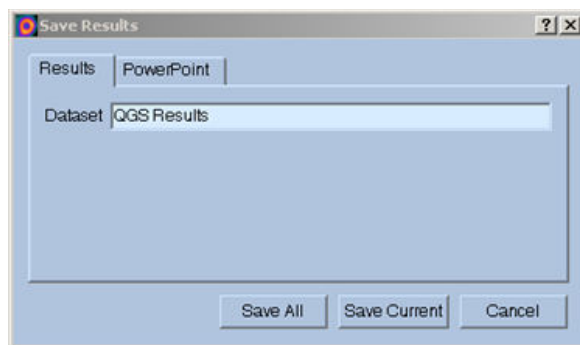 Save Results
Results PowerPoint
Dataset QGS Results
Save All Save Current Cancel